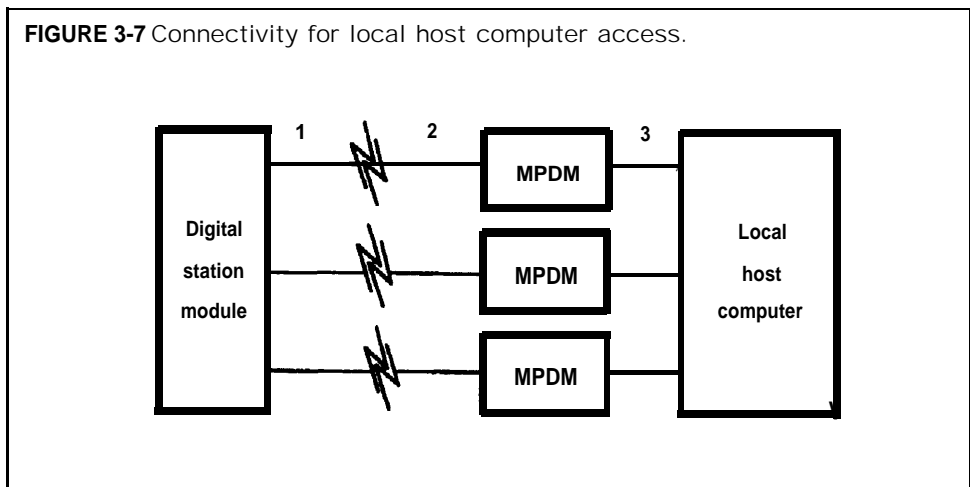 FIGURE 3-7 Connectivity for local host computer access.
1
2
3
MPDM
Digital
station
module
MPDM
MPDM
Local
host
computer